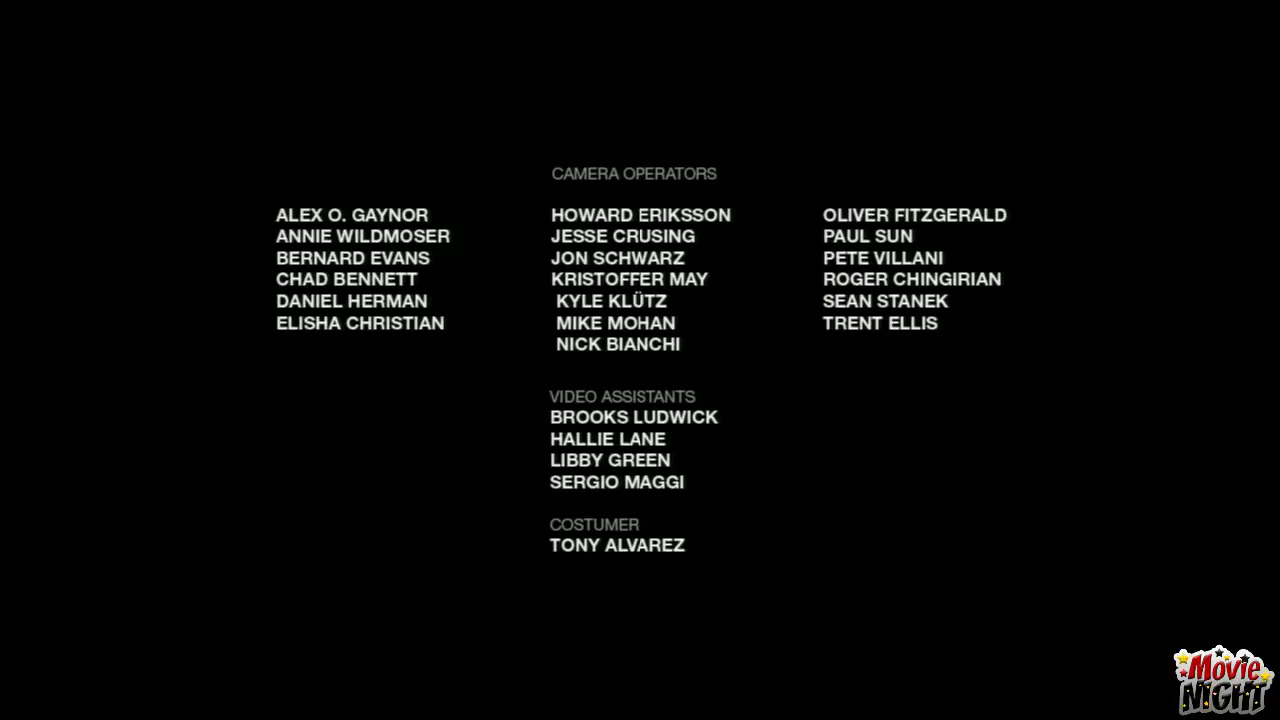 CAMERA OPERATORS
ALEX O. GAYNOR
ANNIE WILDMOSER
BERNARD EVANS
CHAD BENNETT
DANIEL HERMAN
ELISHA CHRISTIAN
HOWARD ERIKSSON
JESSE CRUSING
JON SCHWARZ
KRISTOFFER MAY
KYLE KLÜTZ
MIKE MOHAN
NICK BIANCHI
OLIVER FITZGERALD
PAUL SUN
PETE VILLANI
ROGER CHINGIRIAN
SEAN STANEK
TRENT ELLIS
VIDEO ASSISTANTS
BROOKS LUDWICK
HALLIE LANE
LIBBY GREEN
SERGIO MAGGI
COSTUMER
TONY ALVAREZ
Movie
NIGHT